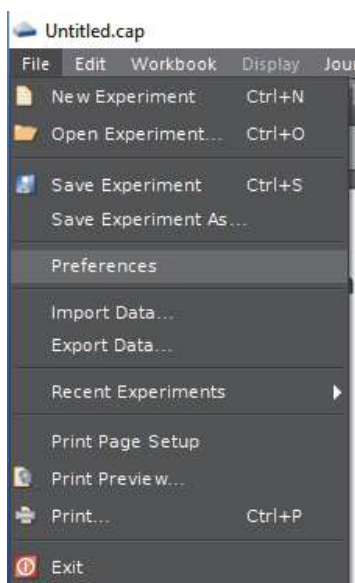 Untitled.cap
File Edit Workbook Display Jou
New Experiment Ctrl+N
Open Experiment... Ctrl+O
Save Experiment Ctrl+S
Save Experiment As...
Preferences
Import Data...
Export Data...
Recent Experiments
Print Page Setup
Print Preview...
Print... Ctrl+P
Exit